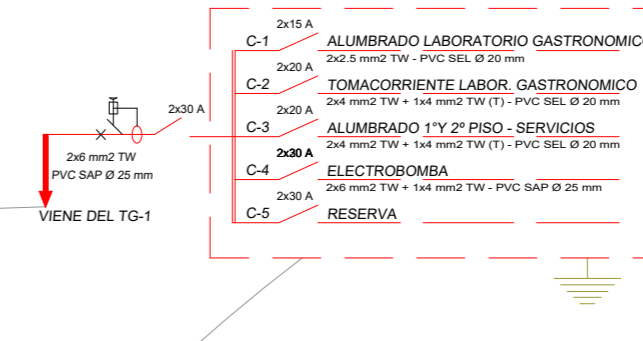 2x15 A
C-1 ALUMBRADO LABORATORIO GASTRONOMICO
2x2.5 mm2 TW - PVC SEL Ø 20 mm
2x20 A
C-2 TOMACORRIENTE LABOR. GASTRONOMICO
2x4 mm2 TW + 1x4 mm2 TW (T) - PVC SEL Ø 20 mm
2x30 A
2x20 A
C-3 ALUMBRADO 1°Y 2º PISO - SERVICIOS
2x4 mm2 TW + 1x4 mm2 TW (T) - PVC SEL Ø 20 mm
2x6 mm2 TW
PVC SAP Ø 25 mm
2x30 A
C-4 ELECTROBOMBA
2x6 mm2 TW + 1x4 mm2 TW - PVC SAP Ø 25 mm
2x30 A
C-5 RESERVA
VIENE DEL TG-1